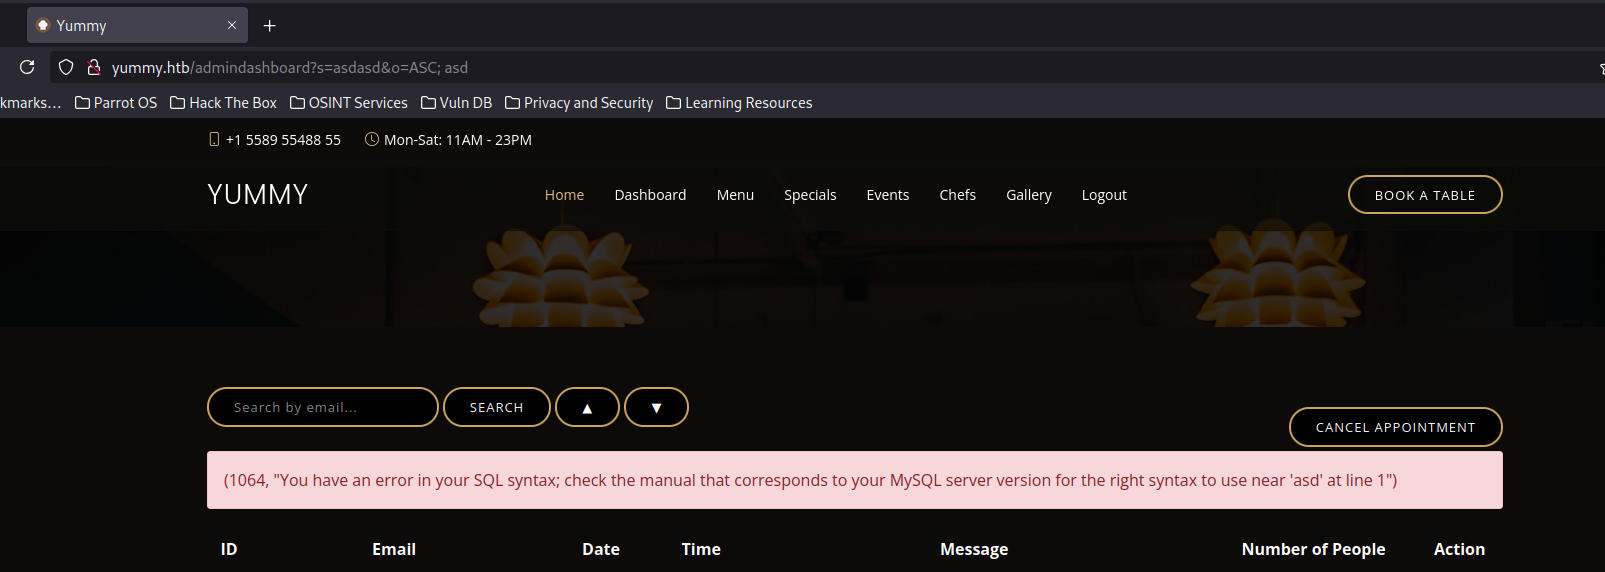 Yummy
yummy.htb/admindashboard?s=asdasd&o=ASC; asd
kmarks… Parrot OS Hack The Box OSINT Services Vuln DB Privacy and Security Learning Resources
+1 5589 55488 55 Mon-Sat: 11AM - 23PM
YUMMY Home Dashboard Menu Specials Events Chefs Gallery Logout BOOK A TABLE
Search by email... SEARCH ▲ ▼
CANCEL APPOINTMENT
(1064, "You have an error in your SQL syntax; check the manual that corresponds to your MySQL server version for the right syntax to use near 'asd' at line 1")
ID Email Date Time Message Number of People Action